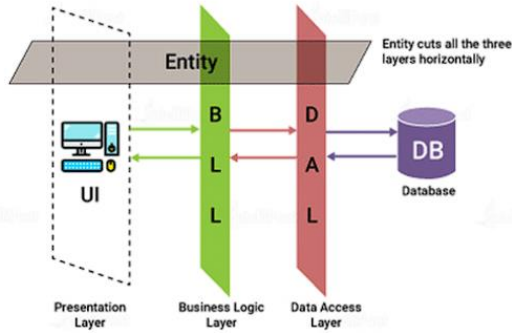 Entity
Entity cuts all the three
layers horizontally
UI
B
L
L
D
A
L
DB
Database
Presentation
Layer
Business Logic
Layer
Data Access
Layer